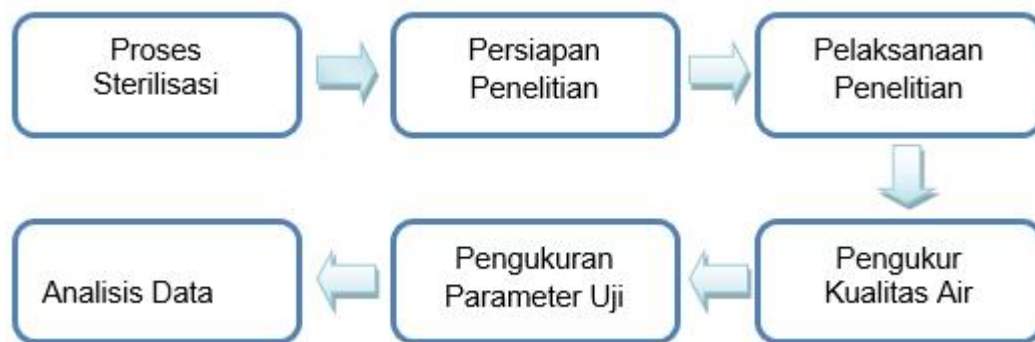 Proses
Sterilisasi
Persiapan
Penelitian
Pelaksanaan
Penelitian
Pengukur
Kualitas Air
Pengukuran
Parameter Uji
Analisis Data